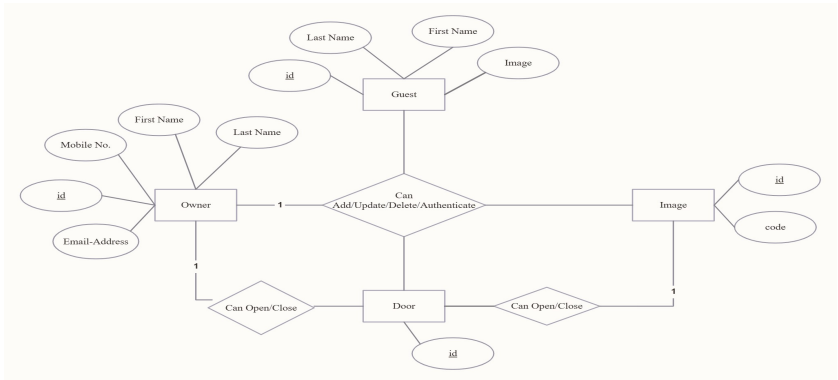 Last Name
First Name
id
Image
Guest
First Name
Last Name
Mobile No.
id
Email-Address
Owner
1
Can
Add/Update/Delete/Authenticate
Image
id
code
1
1
Can Open/Close
Door
Can Open/Close
id